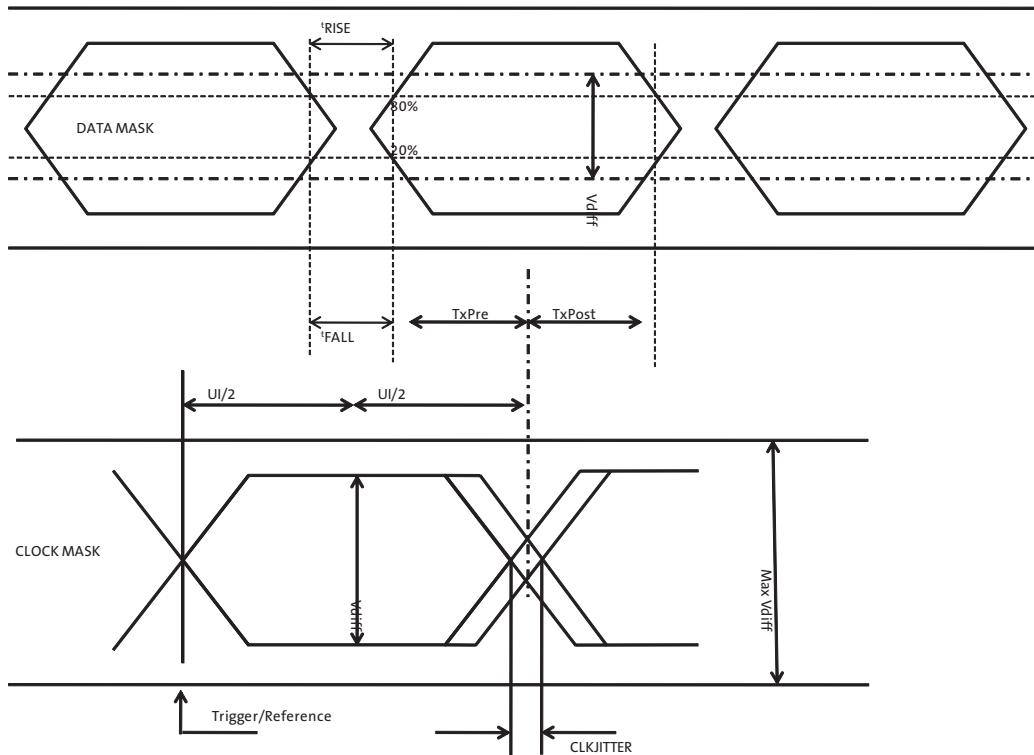 tRISE
80%
DATA MASK
20%
Vdiff
TxPre
TxPost
tFALL
UI/2
UI/2
CLOCK MASK
Vdiff
Max Vdiff
Trigger/Reference
CLKJITTER